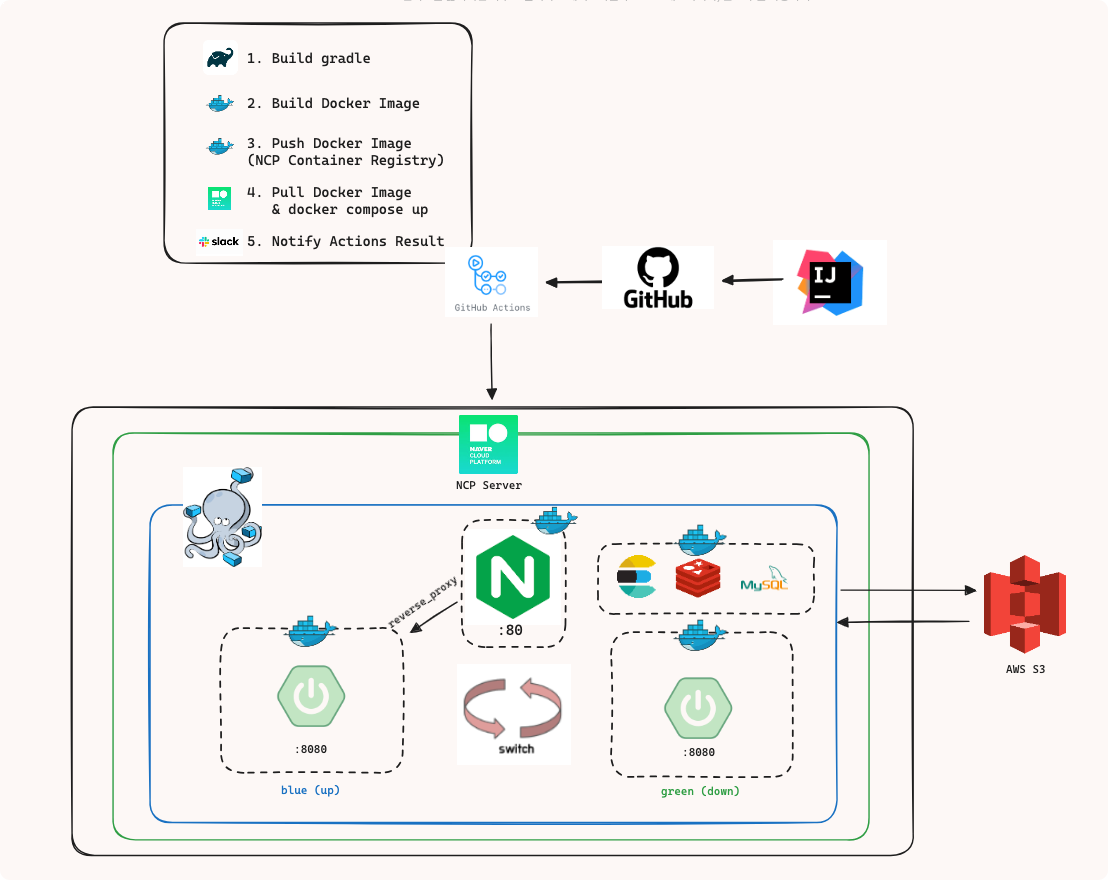 1. Build gradle
2. Build Docker Image
3. Push Docker Image
(NCP Container Registry)
4. Pull Docker Image
& docker compose up
slack 5. Notify Actions Result
GitHub Actions
GitHub
IJ
NAVER
CLOUD
PLATFORM
NCP Server
reverse_proxy
N
:80
MySQL
:8080
switch
:8080
blue (up)
green (down)
AWS S3